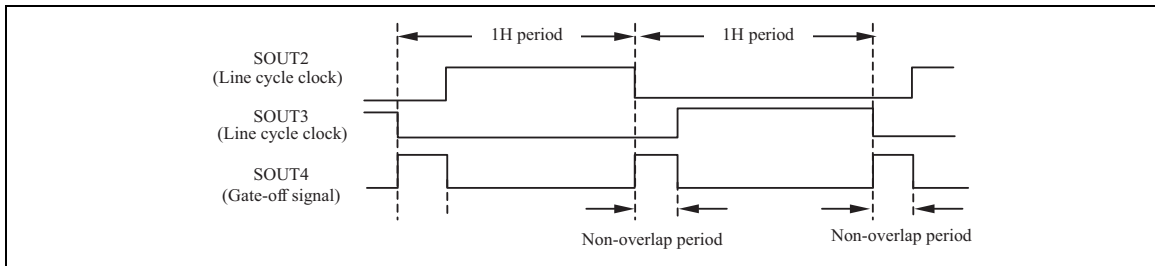 1H period
1H period
SOUT2
(Line cycle clock)
SOUT3
(Line cycle clock)
SOUT4
(Gate-off signal)
Non-overlap period
Non-overlap period